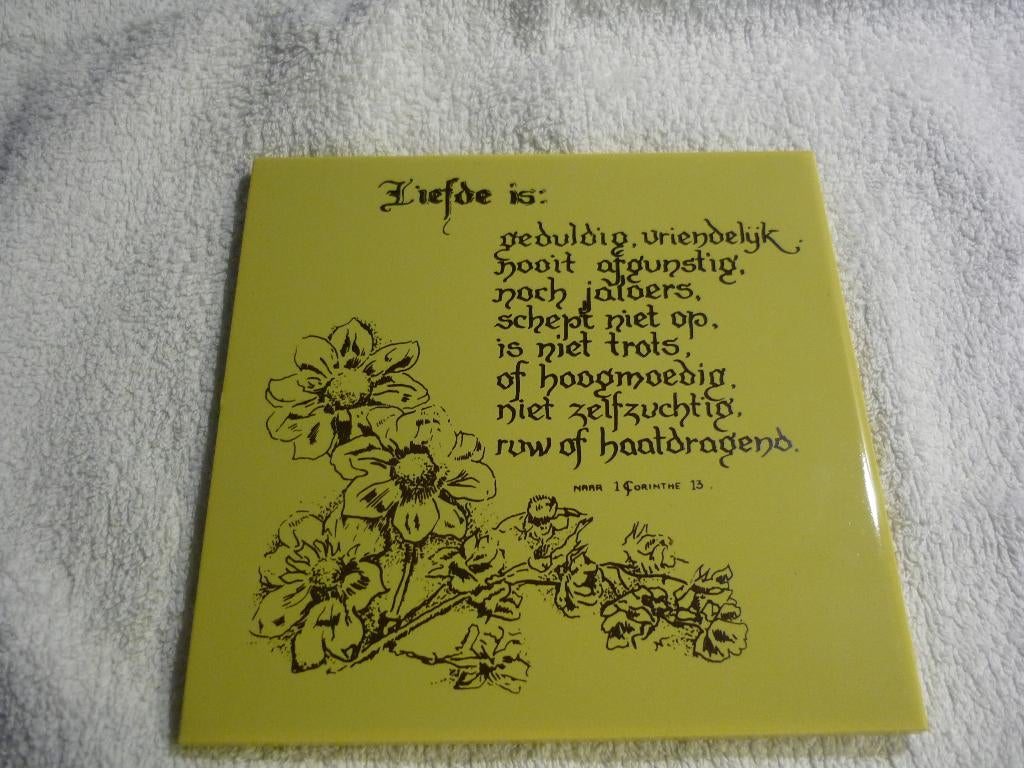 Liefde is:
geduldig, vriendelijk,
nooit afgunstig,
noch jaloers,
schept niet op,
is niet trots,
of hoogmoedig,
niet zelfzuchtig,
ruw of haatdragend.
NAAR 1 CORINTHE 13.